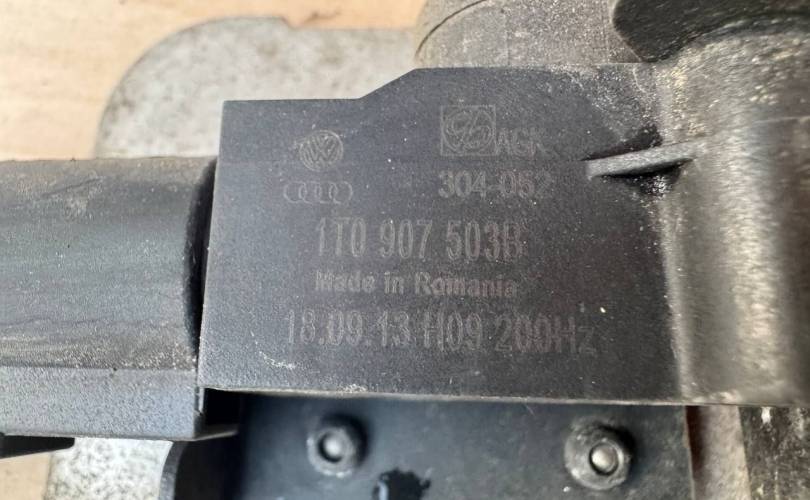 AGK
304-052
1T0 907 503B
Made in Romania
18.09.13 H09 200Hz